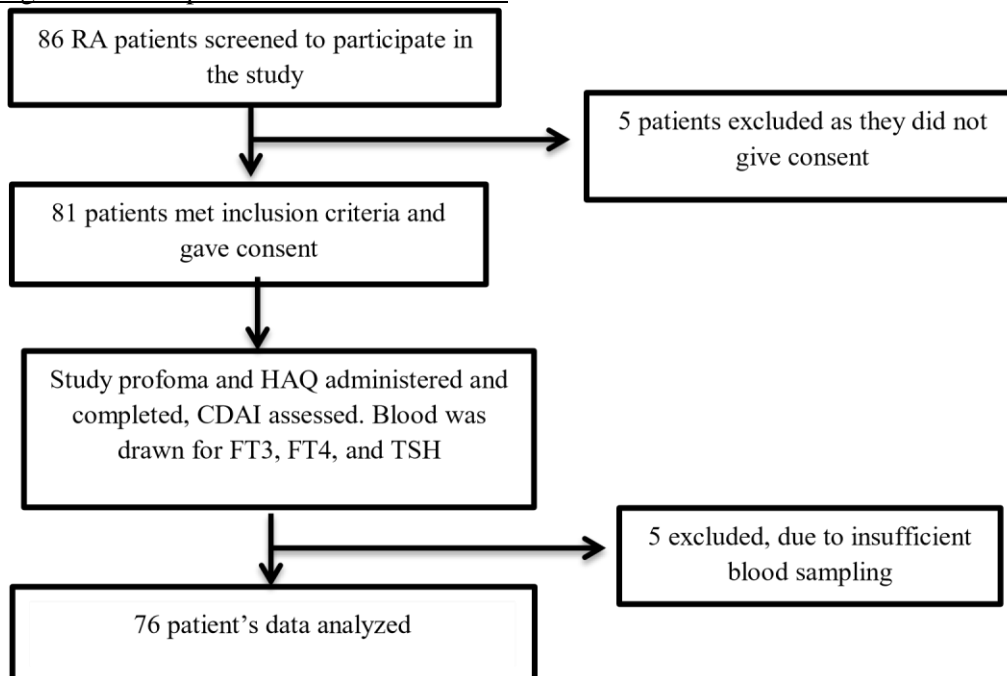 86 RA patients screened to participate in
the study
5 patients excluded as they did not
give consent
81 patients met inclusion criteria and
gave consent
Study profoma and HAQ administered and
completed, CDAI assessed. Blood was
drawn for FT3, FT4, and TSH
5 excluded, due to insufficient
blood sampling
76 patient’s data analyzed